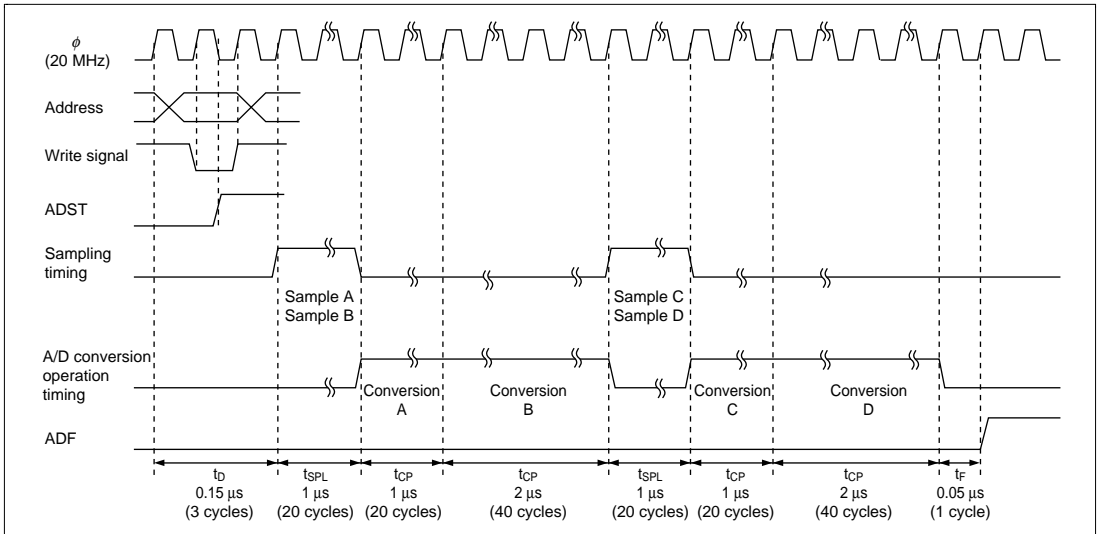 ϕ
(20 MHz)
Address
Write signal
ADST
Sampling
timing
Sample A
Sample B
Sample C
Sample D
A/D conversion
operation
timing
Conversion
A
Conversion
B
Conversion
C
Conversion
D
ADF
tD
0.15 μs
(3 cycles)
tSPL
1 μs
(20 cycles)
tCP
1 μs
(20 cycles)
tCP
2 μs
(40 cycles)
tSPL
1 μs
(20 cycles)
tCP
1 μs
(20 cycles)
tCP
2 μs
(40 cycles)
tF
0.05 μs
(1 cycle)